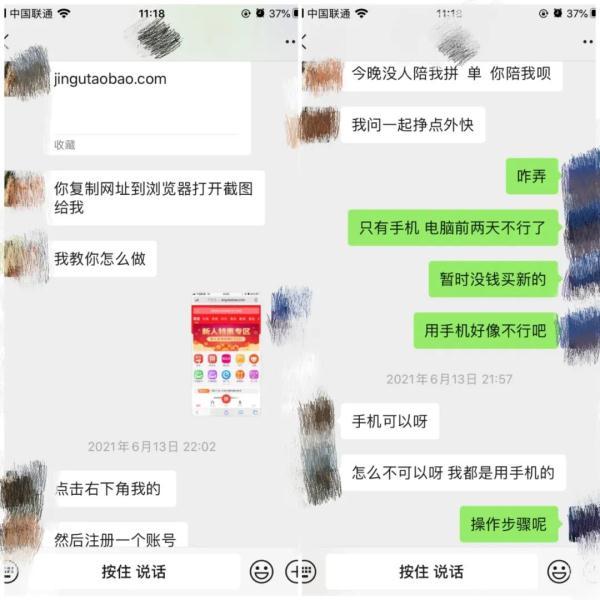 中国联通
11:18
37%
jingutaobao.com
收藏
你复制网址到浏览器打开截图
给我
我教你怎么做
新人特惠专区
2021年6月13日 22:02
点击右下角我的
然后注册一个账号
按住 说话
中国联通
11:18
37%
今晚没人陪我拼 单 你陪我呗
我问一起挣点外快
咋弄
只有手机 电脑前两天不行了
暂时没钱买新的
用手机好像不行吧
2021年6月13日 21:57
手机可以呀
怎么不可以呀 我都是用手机的
操作步骤呢
按住 说话